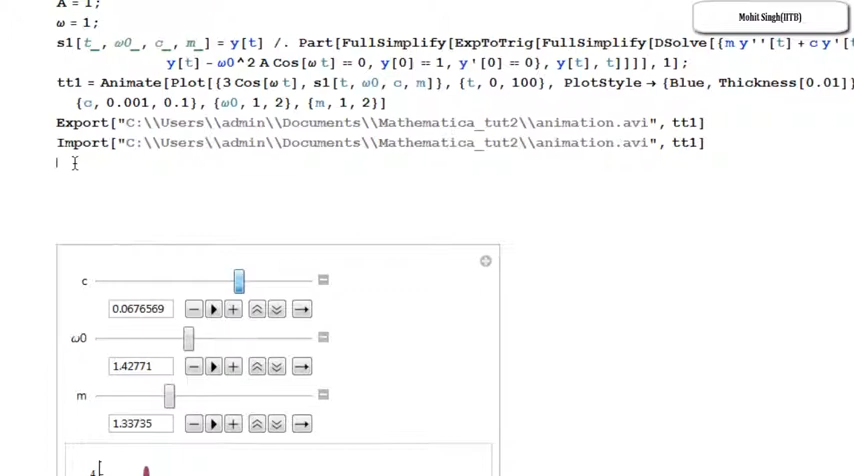 A = 1;
Mohit Singh(IITB)
ω = 1;
s1[t_, ω0_, c_, m_] = y[t] /. Part[FullSimplify[ExpToTrig[FullSimplify[DSolve[{m y''[t] + c y'[t
y[t] - ω0^2 A Cos[ω t] == 0, y[0] == 1, y'[0] == 0}, y[t], t]]]], 1];
tt1 = Animate[Plot[{3 Cos[ω t], s1[t, ω0, c, m]}, {t, 0, 100}, PlotStyle → {Blue, Thickness[0.01]}
{c, 0.001, 0.1}, {ω0, 1, 2}, {m, 1, 2}]
Export["C:\\Users\\admin\\Documents\\Mathematica_tut2\\animation.avi", tt1]
Import["C:\\Users\\admin\\Documents\\Mathematica_tut2\\animation.avi", tt1]
c
0.0676569
ω0
1.42771
m
1.33735
4